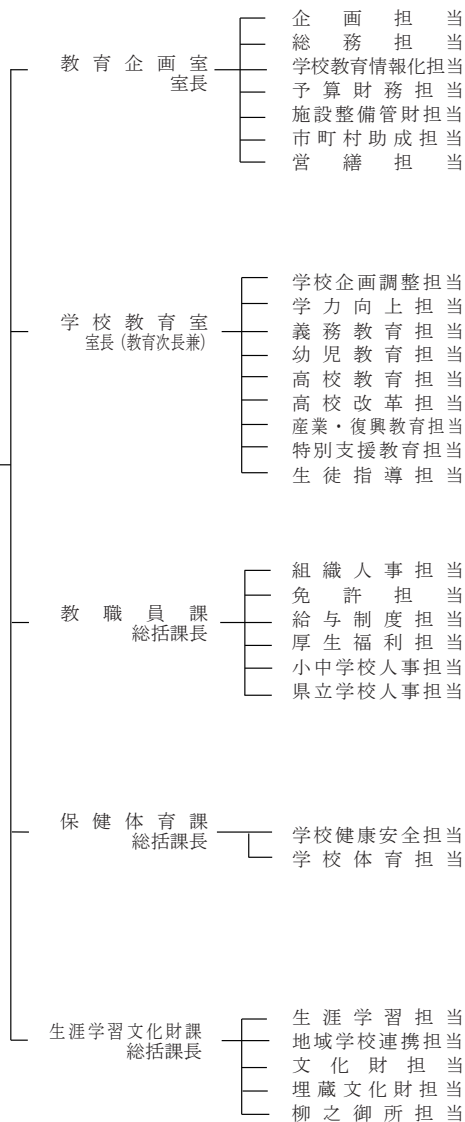 教育企画室
室長
企画担当
総務担当
学校教育情報化担当
予算財務担当
施設整備管財担当
市町村助成担当
営繕担当
学校教育室
室長（教育次長兼）
学校企画調整担当
学力向上担当
義務教育担当
幼児教育担当
高校教育担当
高校改革担当
産業・復興教育担当
特別支援教育担当
生徒指導担当
教職員課
総括課長
組織人事担当
免許担当
給与制度担当
厚生福利担当
小中学校人事担当
県立学校人事担当
保健体育課
総括課長
学校健康安全担当
学校体育担当
生涯学習文化財課
総括課長
生涯学習担当
地域学校連携担当
文化財担当
埋蔵文化財担当
柳之御所担当